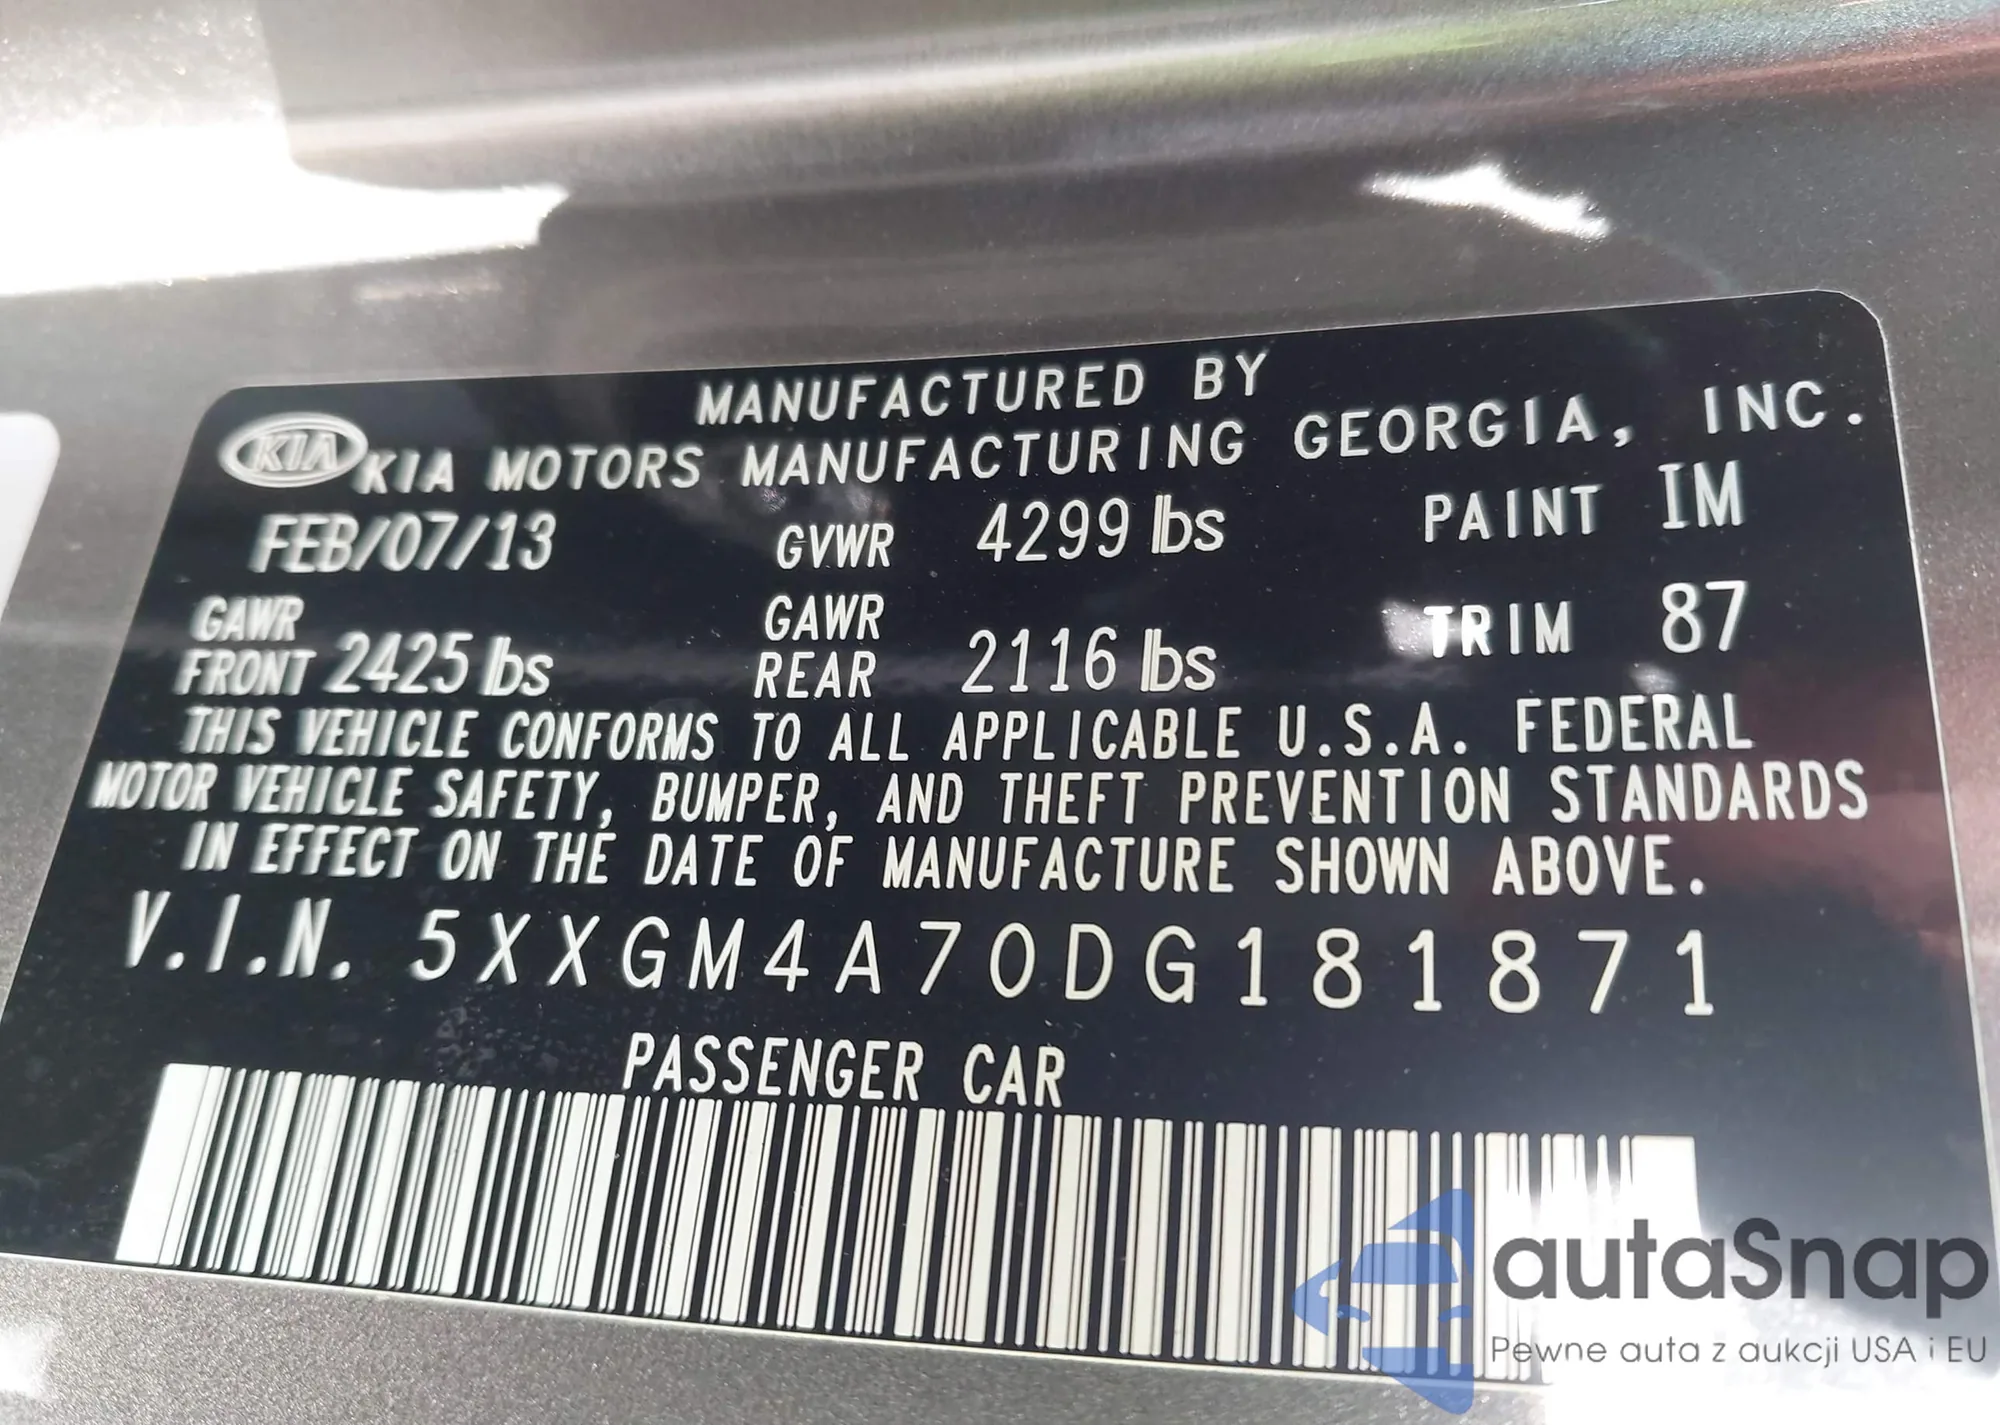 MANUFACTURED BY
KIA KIA MOTORS MANUFACTURING GEORGIA, INC.
FEB/07/13 GVWR 4299 lbs PAINT IM
GAWR FRONT 2425 lbs GAWR REAR 2116 lbs TRIM 87
THIS VEHICLE CONFORMS TO ALL APPLICABLE U.S.A. FEDERAL
MOTOR VEHICLE SAFETY, BUMPER, AND THEFT PREVENTION STANDARDS
IN EFFECT ON THE DATE OF MANUFACTURE SHOWN ABOVE.
V.I.N. 5XXGM4A70DG181871
PASSENGER CAR
autaSnap
Pewne auta z aukcji USA i EU